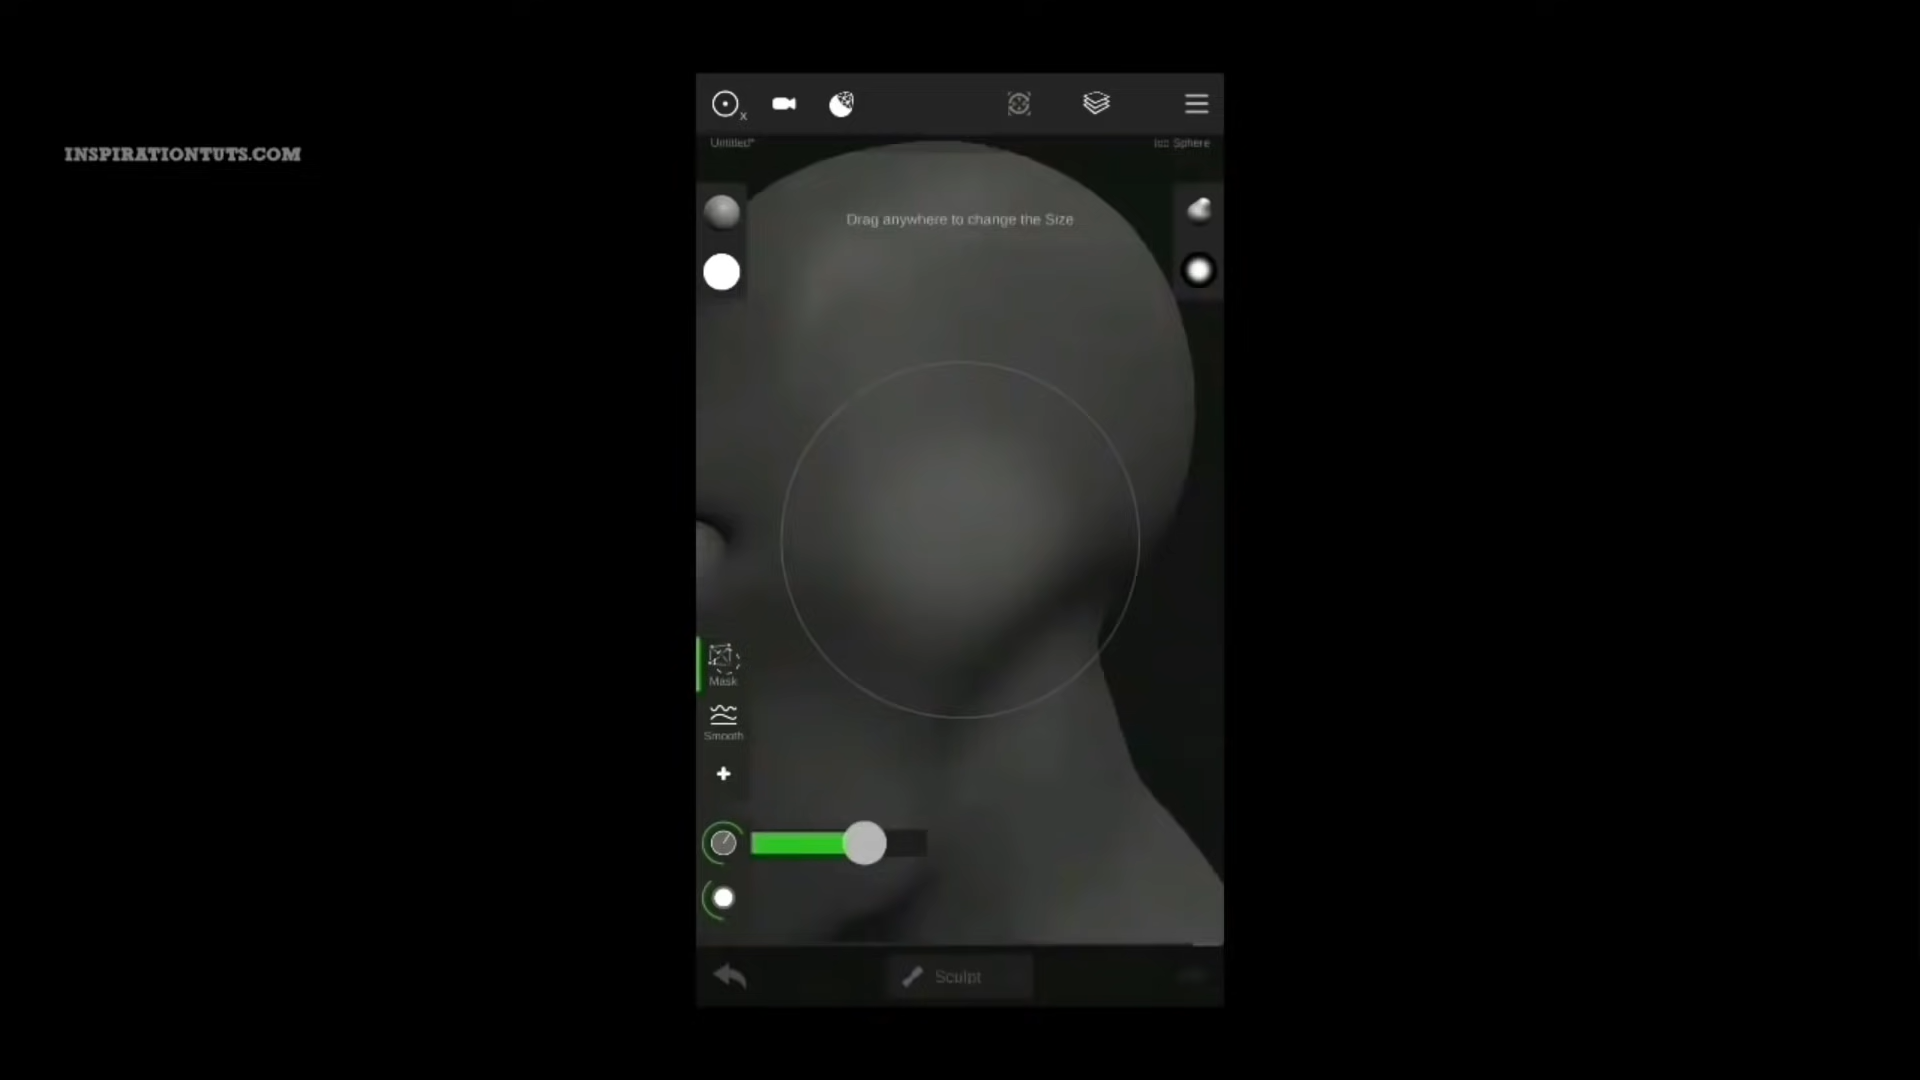 INSPIRATIONTUTS.COM
x
Untitled*
Ico Sphere
Drag anywhere to change the Size
Mask
Smooth
Sculpt